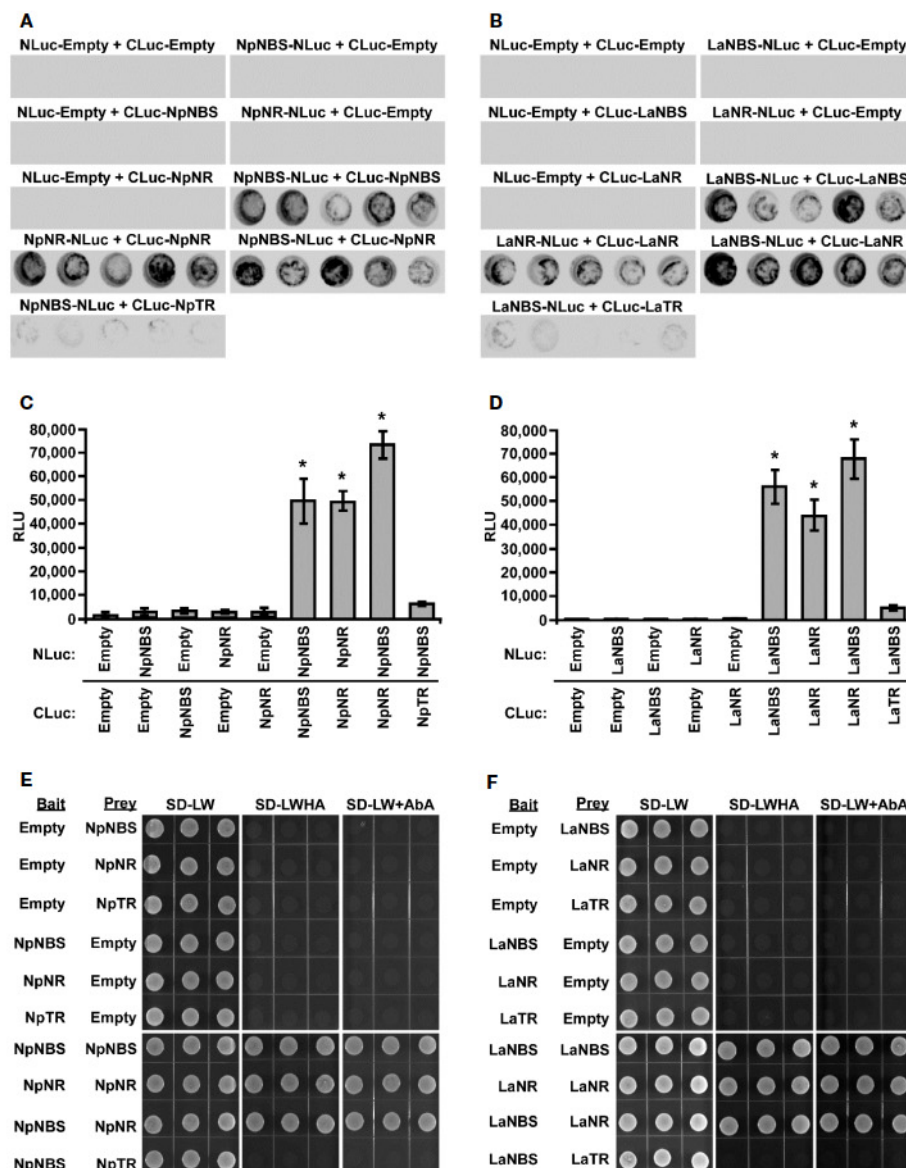 A
NLuc-Empty + CLuc-Empty NpNBS-NLuc + CLuc-Empty
NLuc-Empty + CLuc-NpNBS NpNR-NLuc + CLuc-Empty
NLuc-Empty + CLuc-NpNR NpNBS-NLuc + CLuc-NpNBS
NpNR-NLuc + CLuc-NpNR NpNBS-NLuc + CLuc-NpNR
NpNBS-NLuc + CLuc-NpTR
B
NLuc-Empty + CLuc-Empty LaNBS-NLuc + CLuc-Empty
NLuc-Empty + CLuc-LaNBS LaNR-NLuc + CLuc-Empty
NLuc-Empty + CLuc-LaNR LaNBS-NLuc + CLuc-LaNBS
LaNR-NLuc + CLuc-LaNR LaNBS-NLuc + CLuc-LaNR
LaNBS-NLuc + CLuc-LaTR
C
80,000
70,000
60,000
50,000
40,000
30,000
20,000
10,000
0
RLU
* * *
NLuc: Empty NpNBS Empty NpNR Empty NpNBS NpNR NpNBS NpNBS
CLuc: Empty Empty NpNBS Empty NpNR NpNBS NpNR NpNR NpTR
D
80,000
70,000
60,000
50,000
40,000
30,000
20,000
10,000
0
RLU
* * *
NLuc: Empty LaNBS Empty LaNR Empty LaNBS LaNR LaNBS LaNBS
CLuc: Empty Empty LaNBS Empty LaNR LaNBS LaNR LaNR LaTR
E
Bait Prey SD-LW SD-LWHA SD-LW+AbA
Empty NpNBS
Empty NpNR
Empty NpTR
NpNBS Empty
NpNR Empty
NpTR Empty
NpNBS NpNBS
NpNR NpNR
NpNBS NpNR
NpNBS NpTR
F
Bait Prey SD-LW SD-LWHA SD-LW+AbA
Empty LaNBS
Empty LaNR
Empty LaTR
LaNBS Empty
LaNR Empty
LaTR Empty
LaNBS LaNBS
LaNR LaNR
LaNBS LaNR
LaNBS LaTR